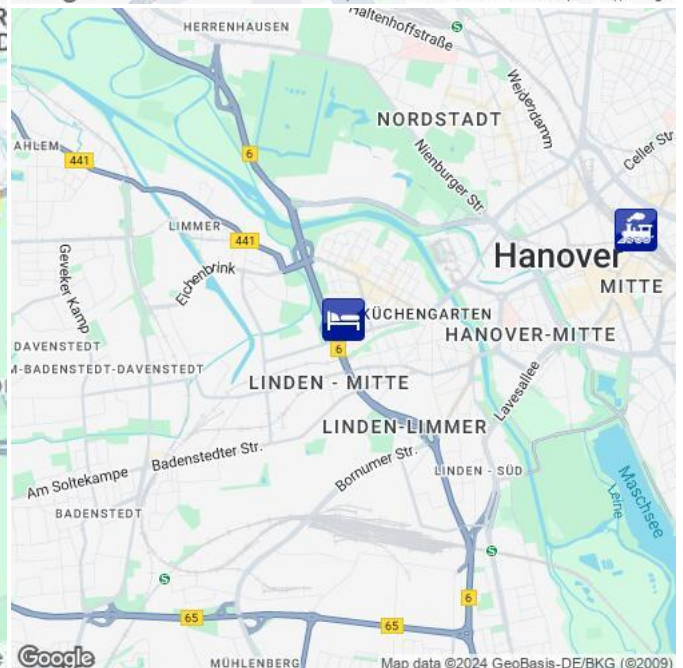 HERRENHAUSEN
Haltenhoffstraße
Weidendamm
NORDSTADT
Celler Str
AHLEM
441
6
Nienburger Str.
LIMMER
441
Hanover
MITTE
Geveker Kamp
Eichenbrink
KÜCHENGARTEN
HANOVER-MITTE
DAVENSTEDT
6
M-BADENSTEDT-DAVENSTEDT
LINDEN - MITTE
Lavesallee
LINDEN-LIMMER
Badenstedter Str.
Bornumer Str.
LINDEN - SÜD
Am Soltekampe
Maschsee
Leine
BADENSTEDT
S
S
S
6
65
65
Google
MÜHLENBERG
Map data ©2024 GeoBasis-DE/BKG (©2009)